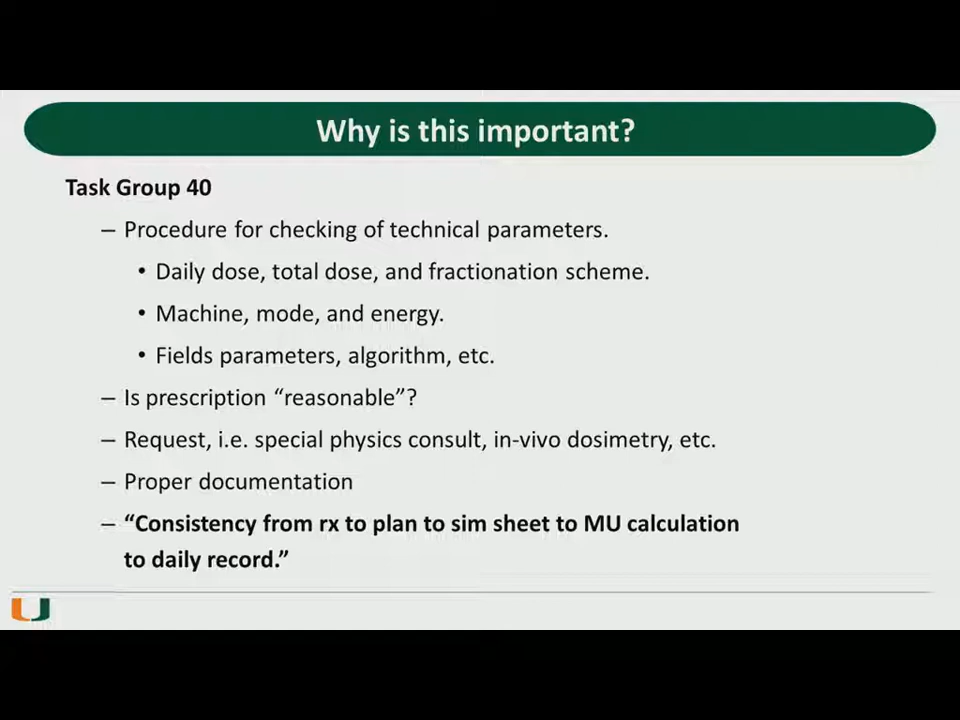 Why is this important?
Task Group 40
– Procedure for checking of technical parameters.
• Daily dose, total dose, and fractionation scheme.
• Machine, mode, and energy.
• Fields parameters, algorithm, etc.
– Is prescription “reasonable”?
– Request, i.e. special physics consult, in-vivo dosimetry, etc.
– Proper documentation
– “Consistency from rx to plan to sim sheet to MU calculation
to daily record.”
U